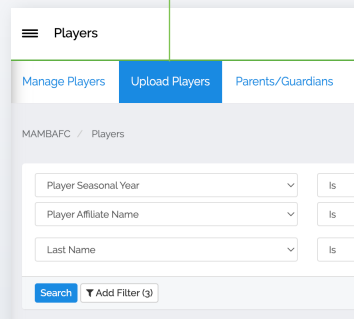 Players
Manage Players Upload Players Parents/Guardians
MAMBAFC / Players
Player Seasonal Year Is
Player Affiliate Name Is
Last Name Is
Search Add Filter (3)